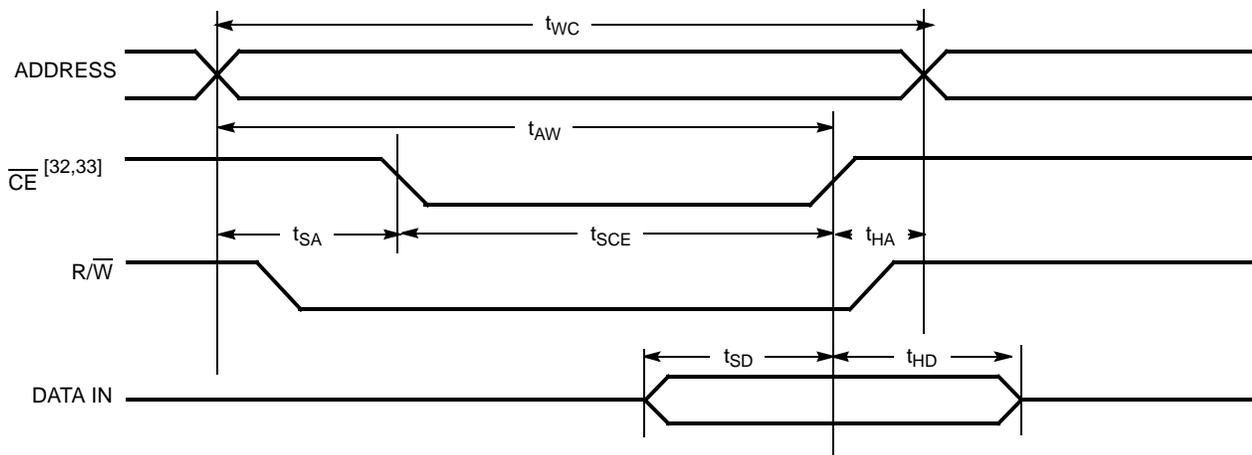 tWC
ADDRESS
tAW
CE [32,33]
tSA
tSCE
tHA
R/W
tSD
tHD
DATA IN